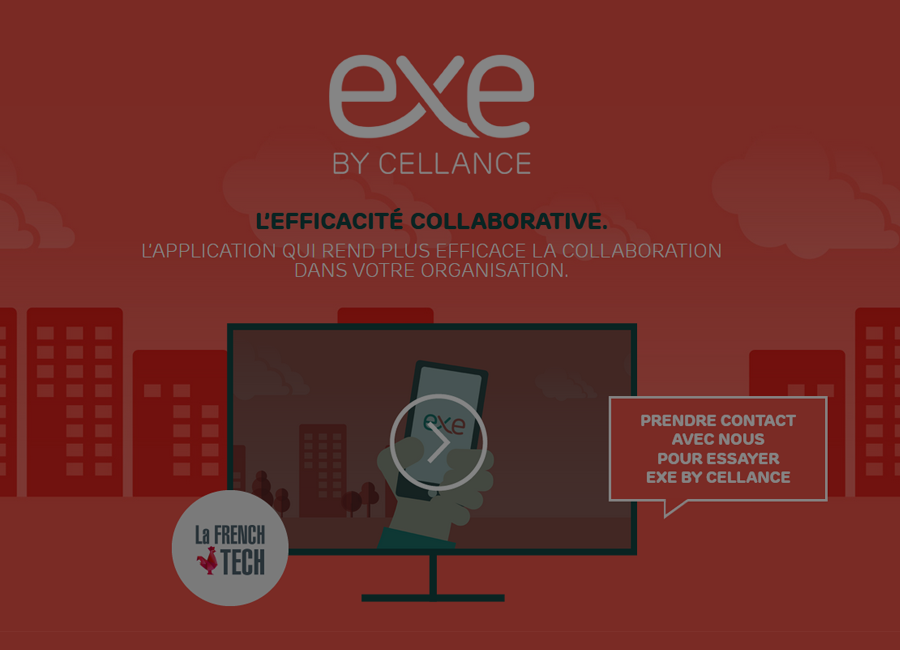 exe
BY CELLANCE
L'EFFICACITÉ COLLABORATIVE.
L'APPLICATION QUI REND PLUS EFFICACE LA COLLABORATION
DANS VOTRE ORGANISATION.
exe
PRENDRE CONTACT
AVEC NOUS
POUR ESSAYER
EXE BY CELLANCE
La FRENCH
TECH